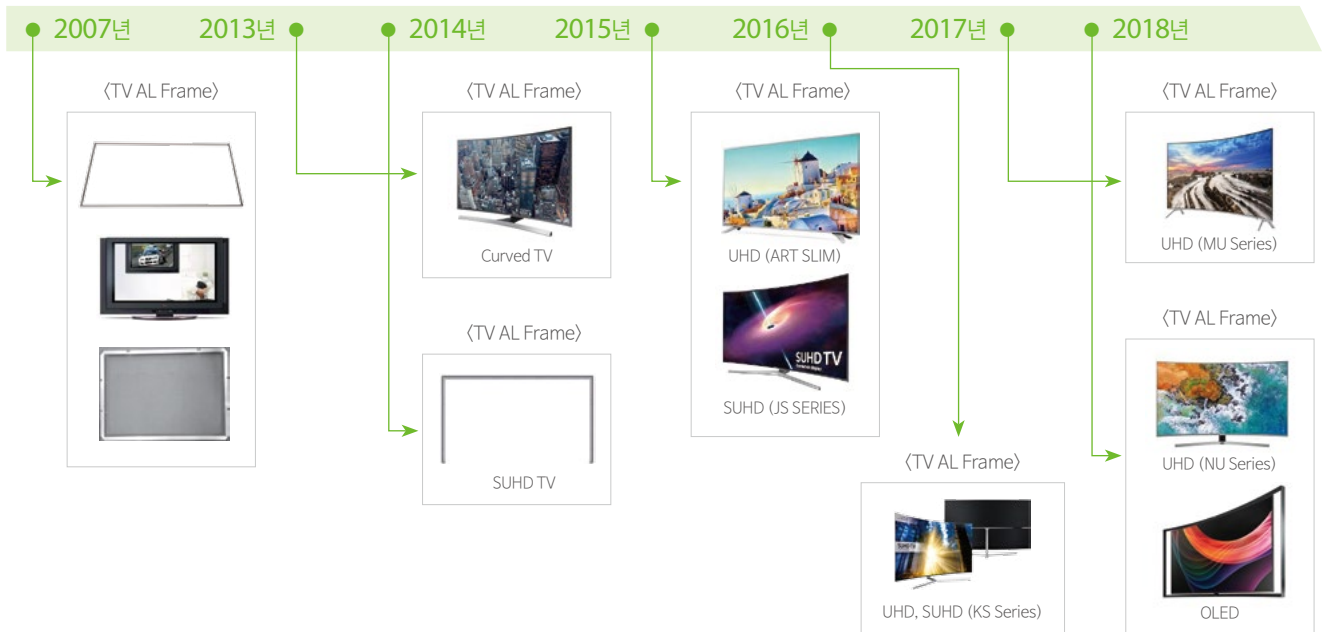 2007년
2013년
2014년
2015년
2016년
2017년
2018년
〈TV AL Frame〉
〈TV AL Frame〉
Curved TV
〈TV AL Frame〉
SUHD TV
〈TV AL Frame〉
UHD (ART SLIM)
SUHD TV
SUHD (JS SERIES)
〈TV AL Frame〉
UHD, SUHD (KS Series)
〈TV AL Frame〉
UHD (MU Series)
〈TV AL Frame〉
UHD (NU Series)
OLED